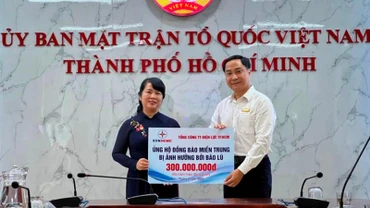 ỦY BAN MẶT TRẬN TỔ QUỐC VIỆT NAM
THÀNH PHỐ HỒ CHÍ MINH
TỔNG CÔNG TY ĐIỆN LỰC TP.HCM
ỦNG HỘ ĐỒNG BÀO MIỀN TRUNG
BỊ ẢNH HƯỞNG BỞI BÃO LŨ
300.000.000đ